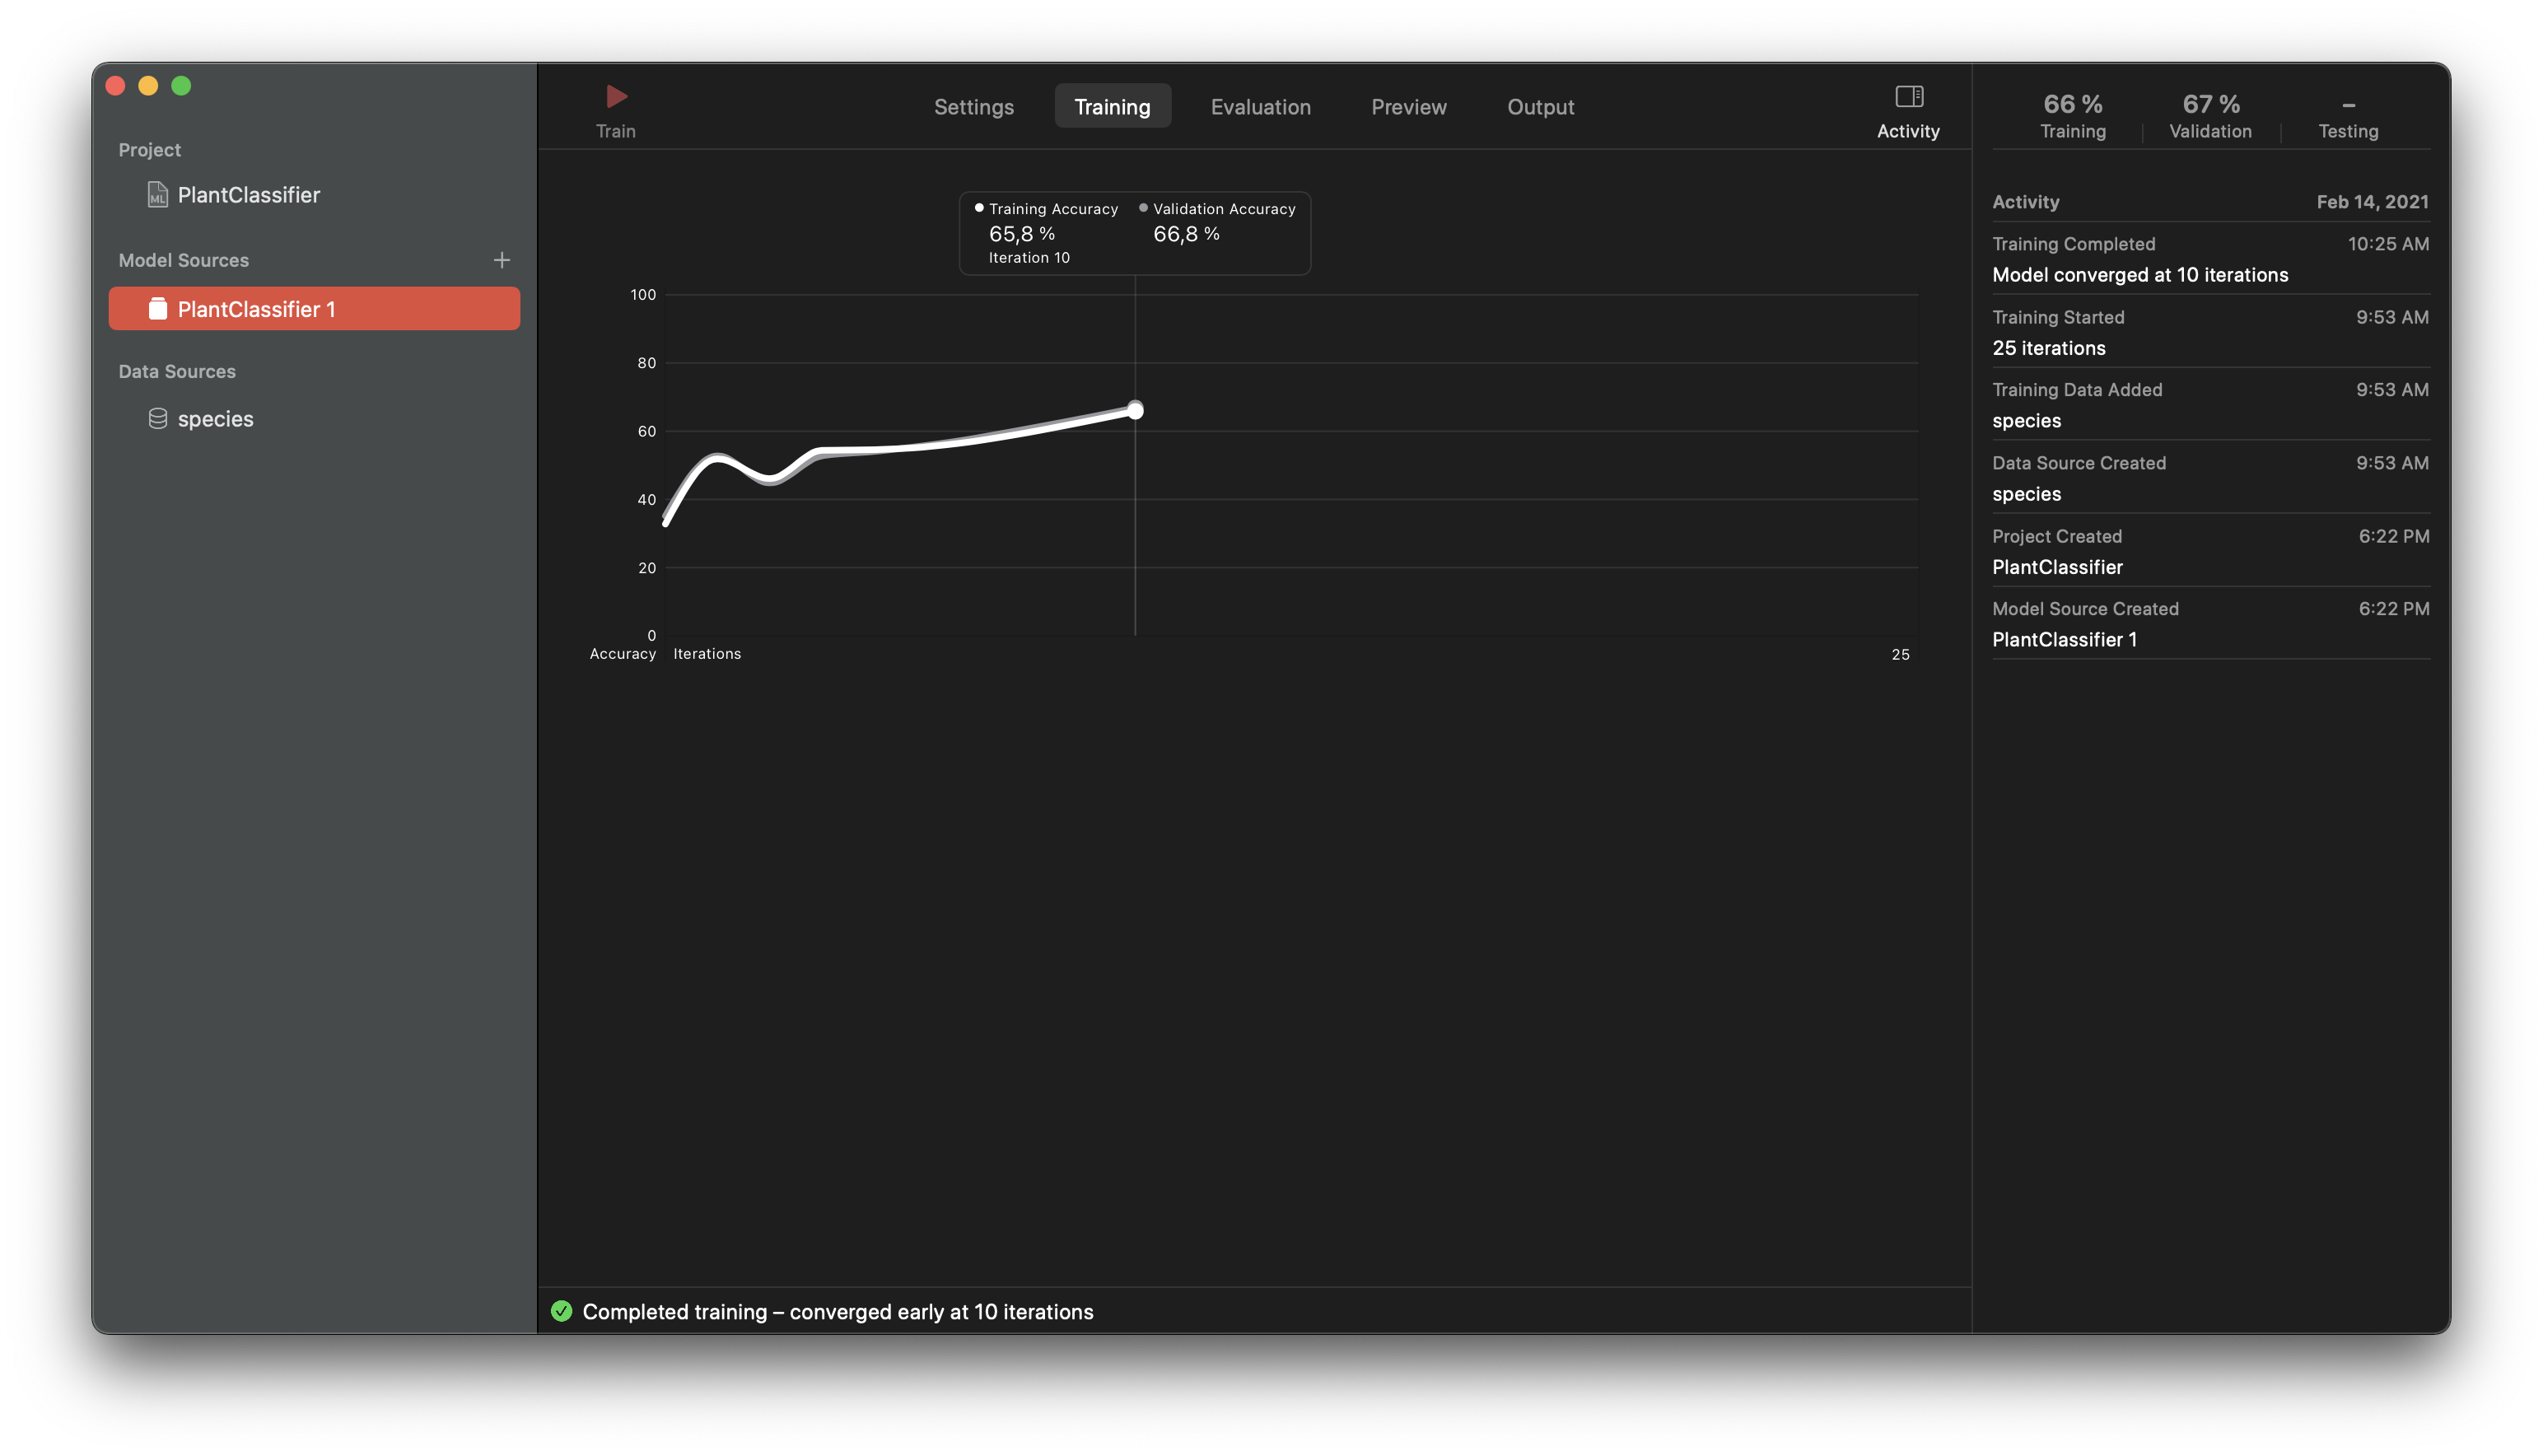 Project
PlantClassifier
Model Sources
PlantClassifier 1
Data Sources
species
Train
Settings
Training
Evaluation
Preview
Output
Activity
66 %
Training
67 %
Validation
–
Testing
Training Accuracy
65,8 %
Iteration 10
Validation Accuracy
66,8 %
100
80
60
40
20
0
Accuracy
Iterations
25
Completed training – converged early at 10 iterations
Activity Feb 14, 2021
Training Completed 10:25 AM
Model converged at 10 iterations
Training Started 9:53 AM
25 iterations
Training Data Added 9:53 AM
species
Data Source Created 9:53 AM
species
Project Created 6:22 PM
PlantClassifier
Model Source Created 6:22 PM
PlantClassifier 1